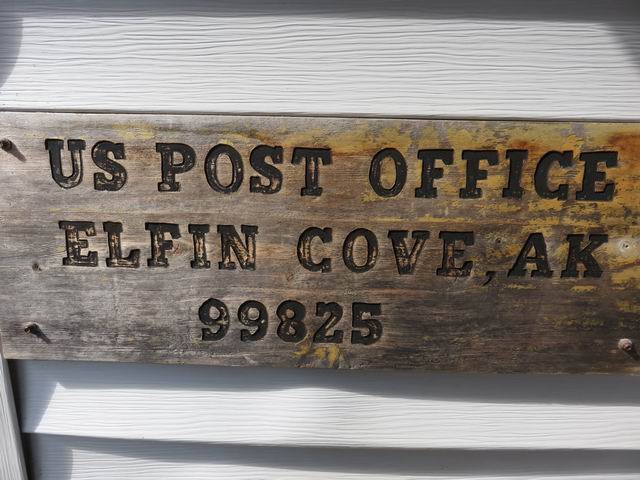 US POST OFFICE
ELFIN COVE, AK
99825